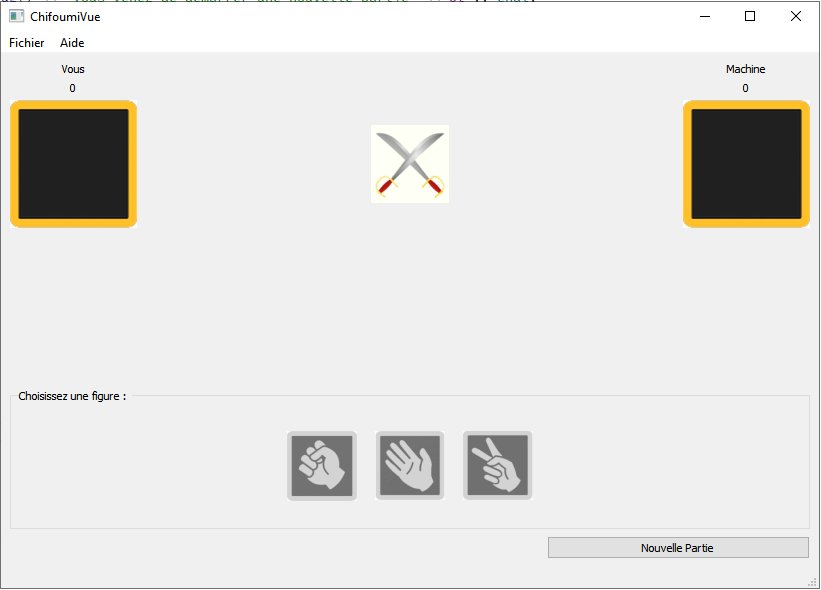 ChifoumiVue
Fichier Aide
Vous
0
Machine
0
Choisissez une figure :
Nouvelle Partie